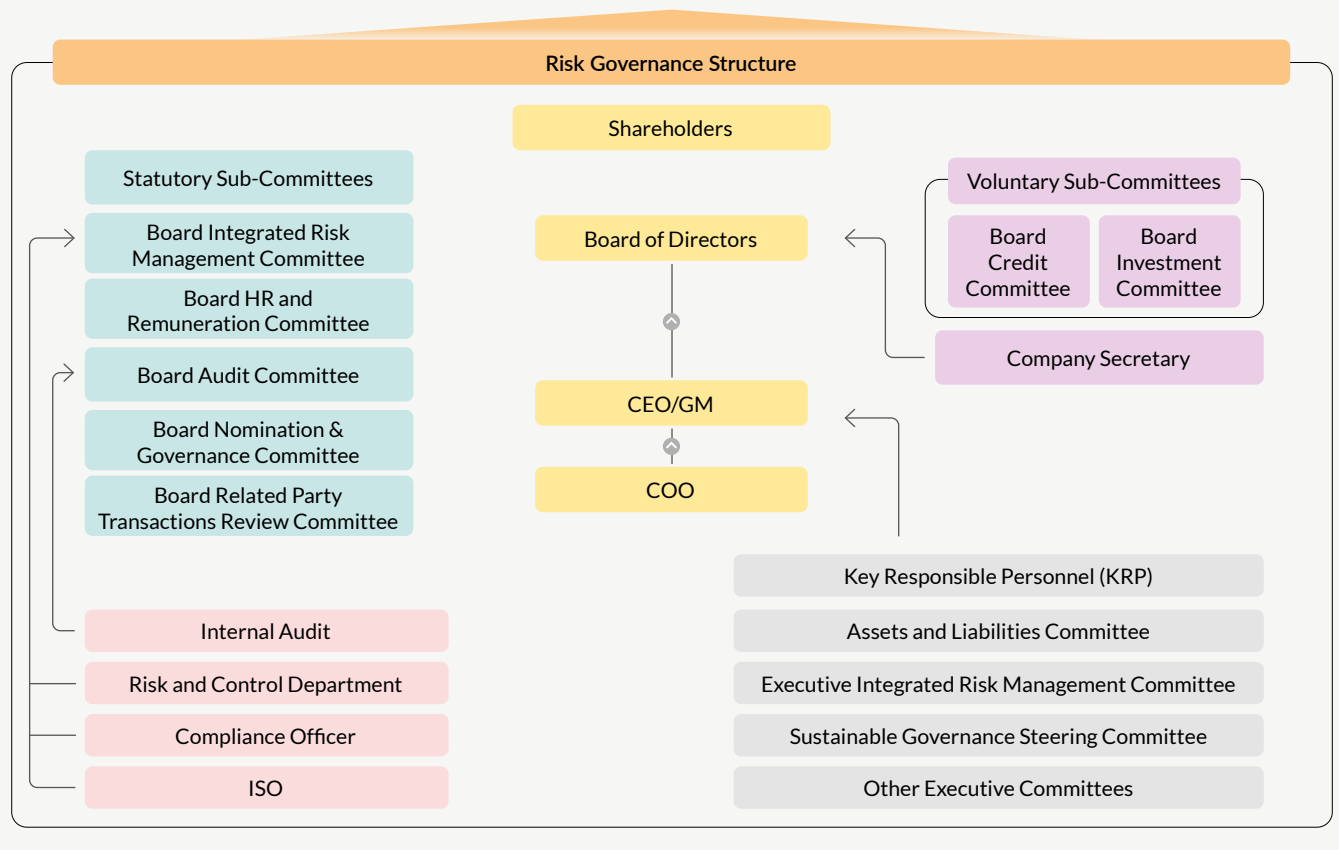 Risk Governance Structure
Shareholders
Statutory Sub-Committees
Board Integrated Risk
Management Committee
Board HR and
Remuneration Committee
Board Audit Committee
Board Nomination &
Governance Committee
Board Related Party
Transactions Review Committee
Board of Directors
CEO/GM
COO
Voluntary Sub-Committees
Board
Credit
Committee
Board
Investment
Committee
Company Secretary
Internal Audit
Risk and Control Department
Compliance Officer
ISO
Key Responsible Personnel (KRP)
Assets and Liabilities Committee
Executive Integrated Risk Management Committee
Sustainable Governance Steering Committee
Other Executive Committees